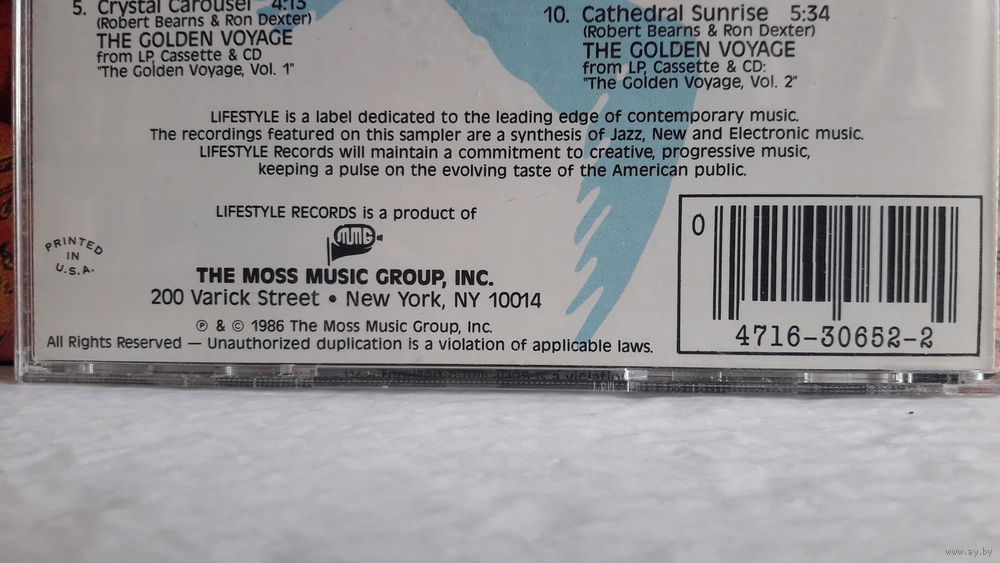 5. Crystal Carousel 4:13
(Robert Bearns & Ron Dexter)
THE GOLDEN VOYAGE
from LP, Cassette & CD
"The Golden Voyage, Vol. 1"
10. Cathedral Sunrise 5:34
(Robert Bearns & Ron Dexter)
THE GOLDEN VOYAGE
from LP, Cassette & CD:
"The Golden Voyage, Vol. 2"
LIFESTYLE is a label dedicated to the leading edge of contemporary music.
The recordings featured on this sampler are a synthesis of Jazz, New and Electronic music.
LIFESTYLE Records will maintain a commitment to creative, progressive music,
keeping a pulse on the evolving taste of the American public.
LIFESTYLE RECORDS is a product of
MMG
THE MOSS MUSIC GROUP, INC.
200 Varick Street • New York, NY 10014
℗ & © 1986 The Moss Music Group, Inc.
All Rights Reserved — Unauthorized duplication is a violation of applicable laws.
PRINTED
IN
U.S.A.
0
4716-30652-2
www.ay.by